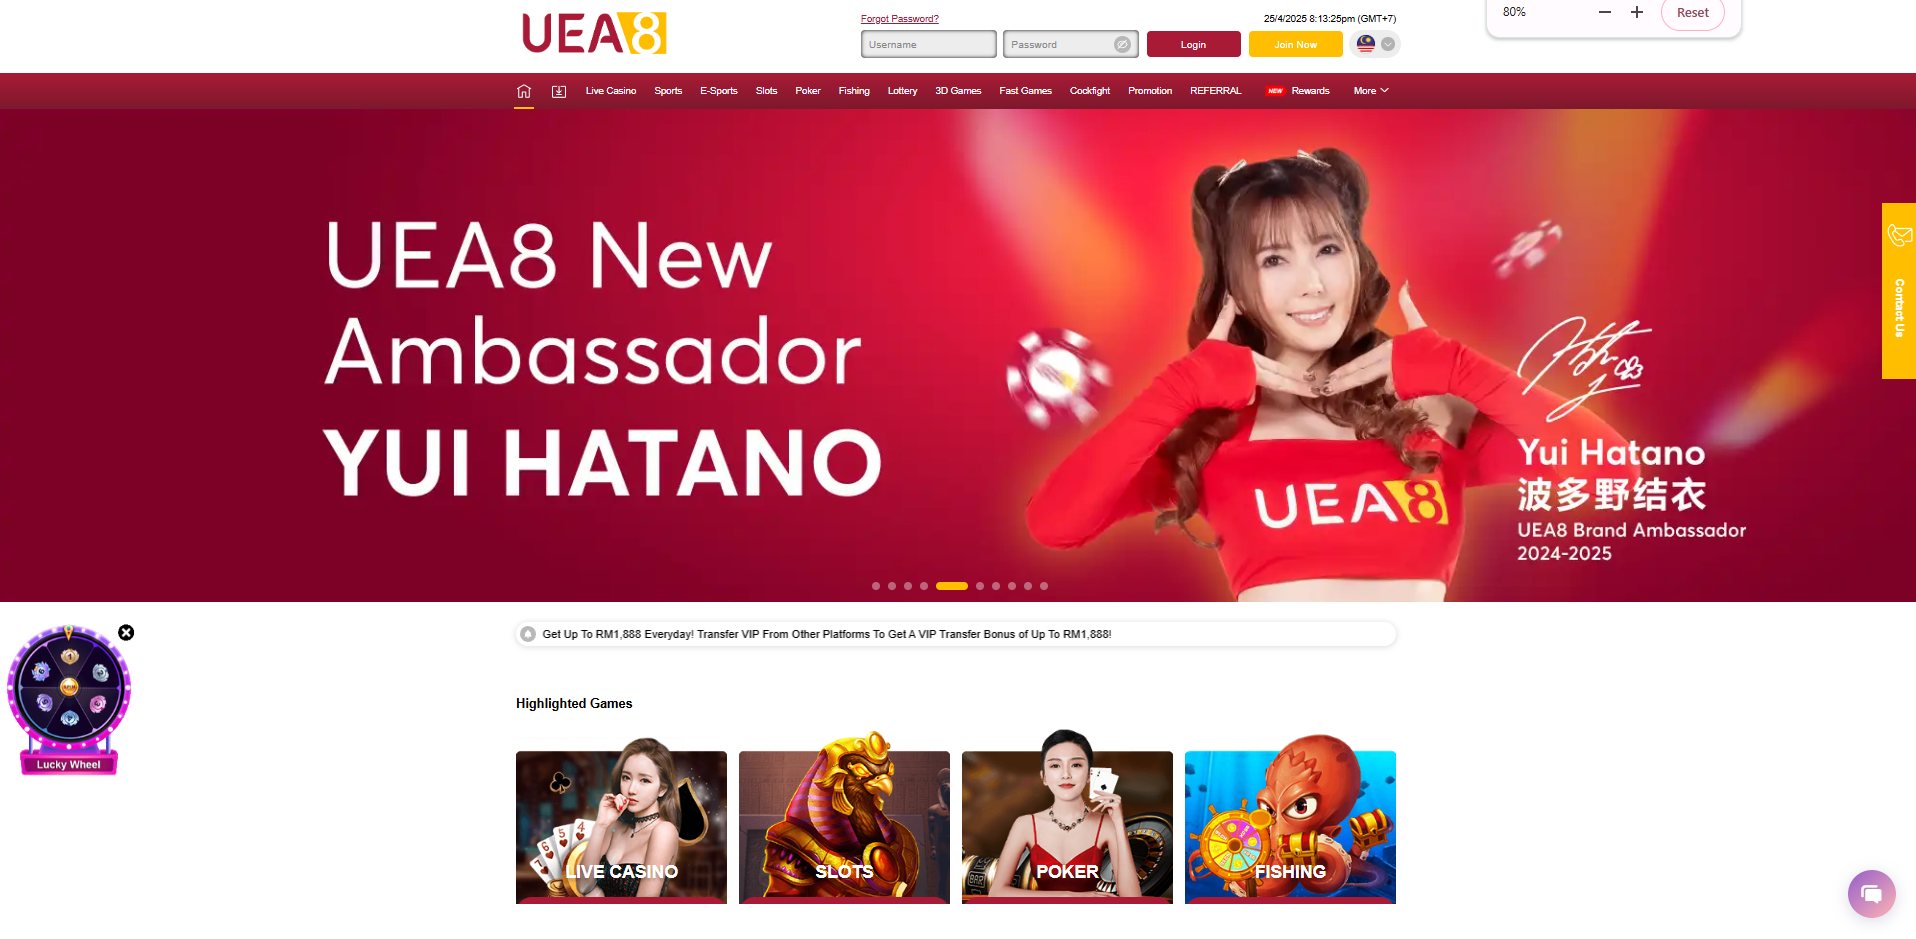 UEA8
Forgot Password?
25/4/2025 8:13:25pm (GMT+7)
80%
Reset
Username
Password
Login
Join Now
Live Casino
Sports
E-Sports
Slots
Poker
Fishing
Lottery
3D Games
Fast Games
Cockfight
Promotion
REFERRAL
NEW
Rewards
More
UEA8 New
Ambassador
YUI HATANO
UEA8
Yui Hatano
波多野结衣
UEA8 Brand Ambassador
2024-2025
Contact Us
Get Up To RM1,888 Everyday! Transfer VIP From Other Platforms To Get A VIP Transfer Bonus of Up To RM1,888!
Lucky Wheel
Highlighted Games
LIVE CASINO
SLOTS
POKER
FISHING